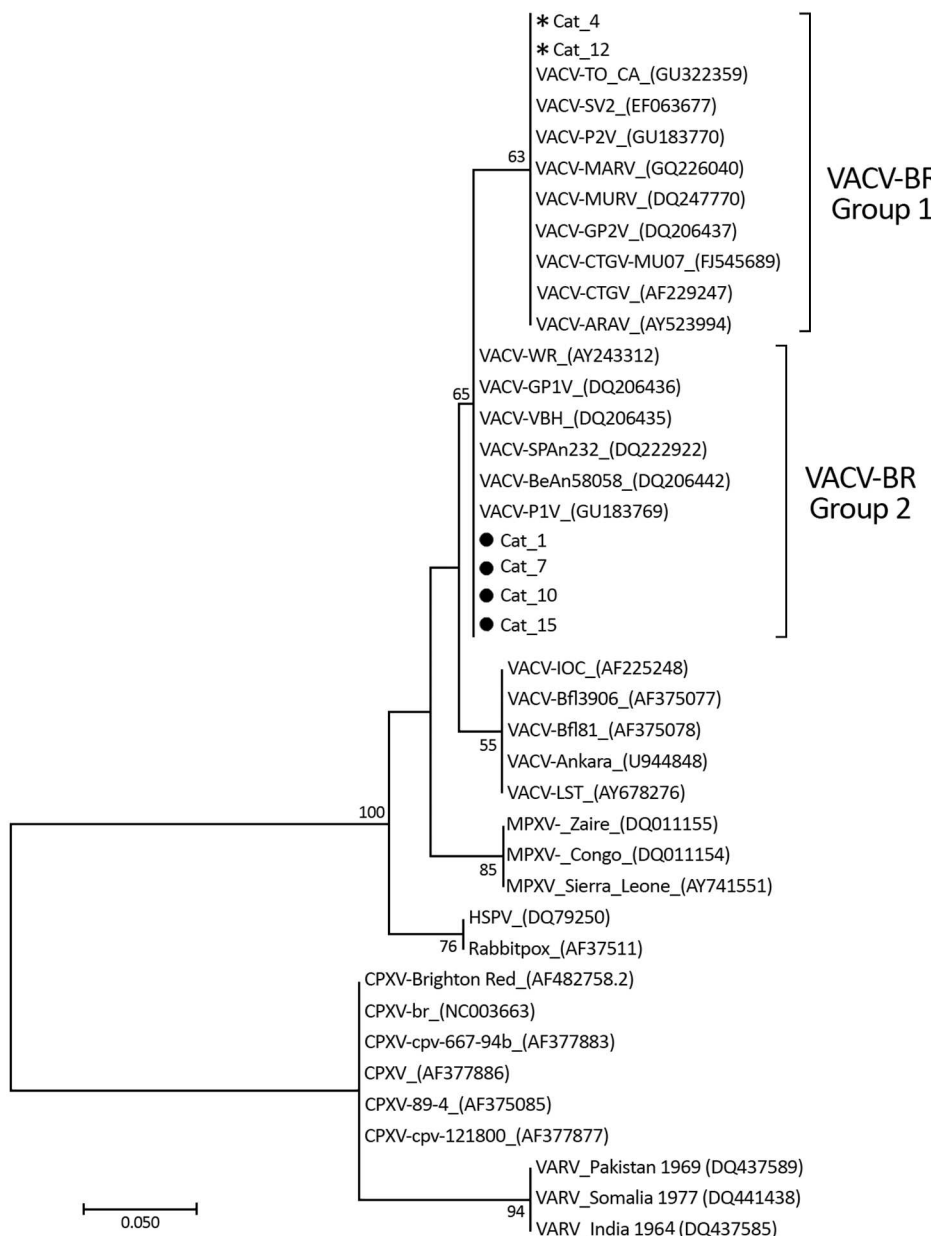 * Cat_4
* Cat_12
VACV-TO_CA_(GU322359)
VACV-SV2_(EF063677)
VACV-P2V_(GU183770)
63
VACV-MARV_(GQ226040)
VACV-MURV_(DQ247770)
VACV-GP2V_(DQ206437)
VACV-CTGV-MU07_(FJ545689)
VACV-CTGV_(AF229247)
VACV-ARAV_(AY523994)
VACV-BR
Group 1
VACV-WR_(AY243312)
VACV-GP1V_(DQ206436)
65
VACV-VBH_(DQ206435)
VACV-SPAn232_(DQ222922)
VACV-BeAn58058_(DQ206442)
VACV-P1V_(GU183769)
Cat_1
Cat_7
Cat_10
Cat_15
VACV-BR
Group 2
VACV-IOC_(AF225248)
VACV-Bfl3906_(AF375077)
VACV-Bfl81_(AF375078)
55
VACV-Ankara_(U944848)
VACV-LST_(AY678276)
100
MPXV-_Zaire_(DQ011155)
MPXV-_Congo_(DQ011154)
85
MPXV_Sierra_Leone_(AY741551)
HSPV_(DQ79250)
76
Rabbitpox_(AF37511)
CPXV-Brighton Red_(AF482758.2)
CPXV-br_(NC003663)
CPXV-cpv-667-94b_(AF377883)
CPXV_(AF377886)
CPXV-89-4_(AF375085)
CPXV-cpv-121800_(AF377877)
VARV_Pakistan 1969 (DQ437589)
VARV_Somalia 1977 (DQ441438)
94
VARV_India 1964 (DQ437585)
0.050